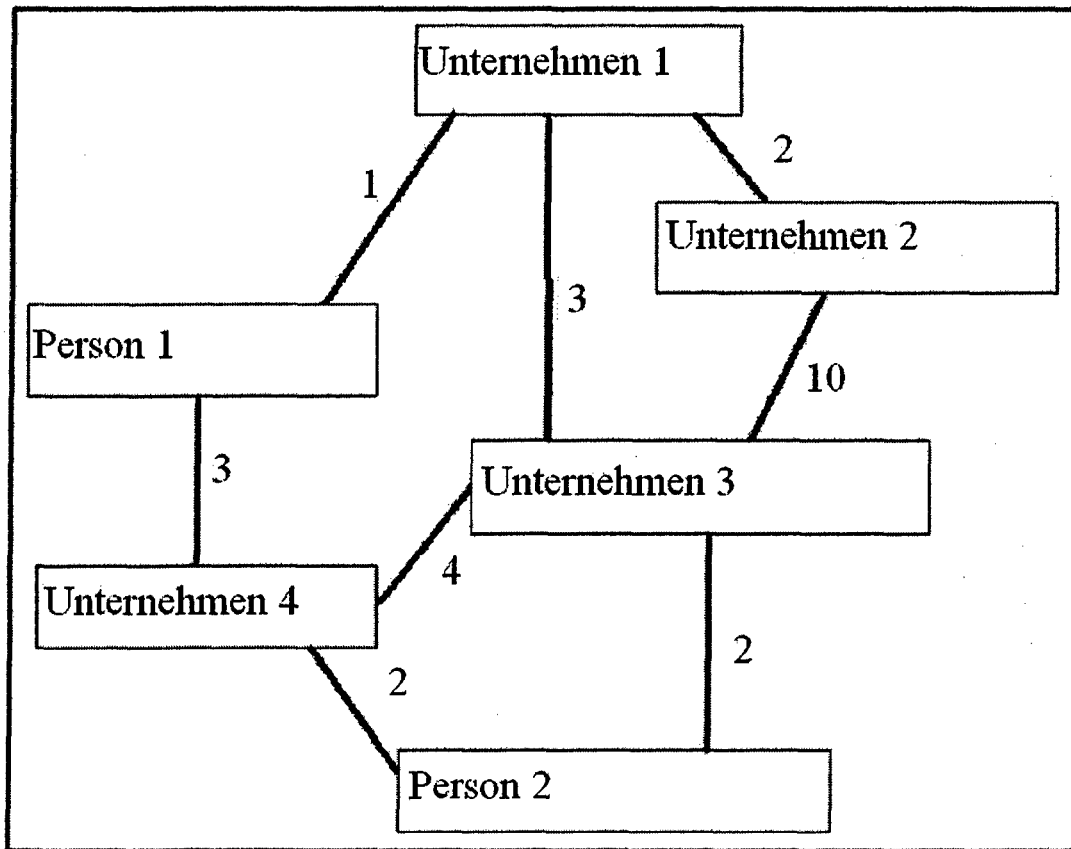 Unternehmen 1
2
1
Unternehmen 2
3
Person 1
10
3
Unternehmen 3
4
Unternehmen 4
2
2
Person 2